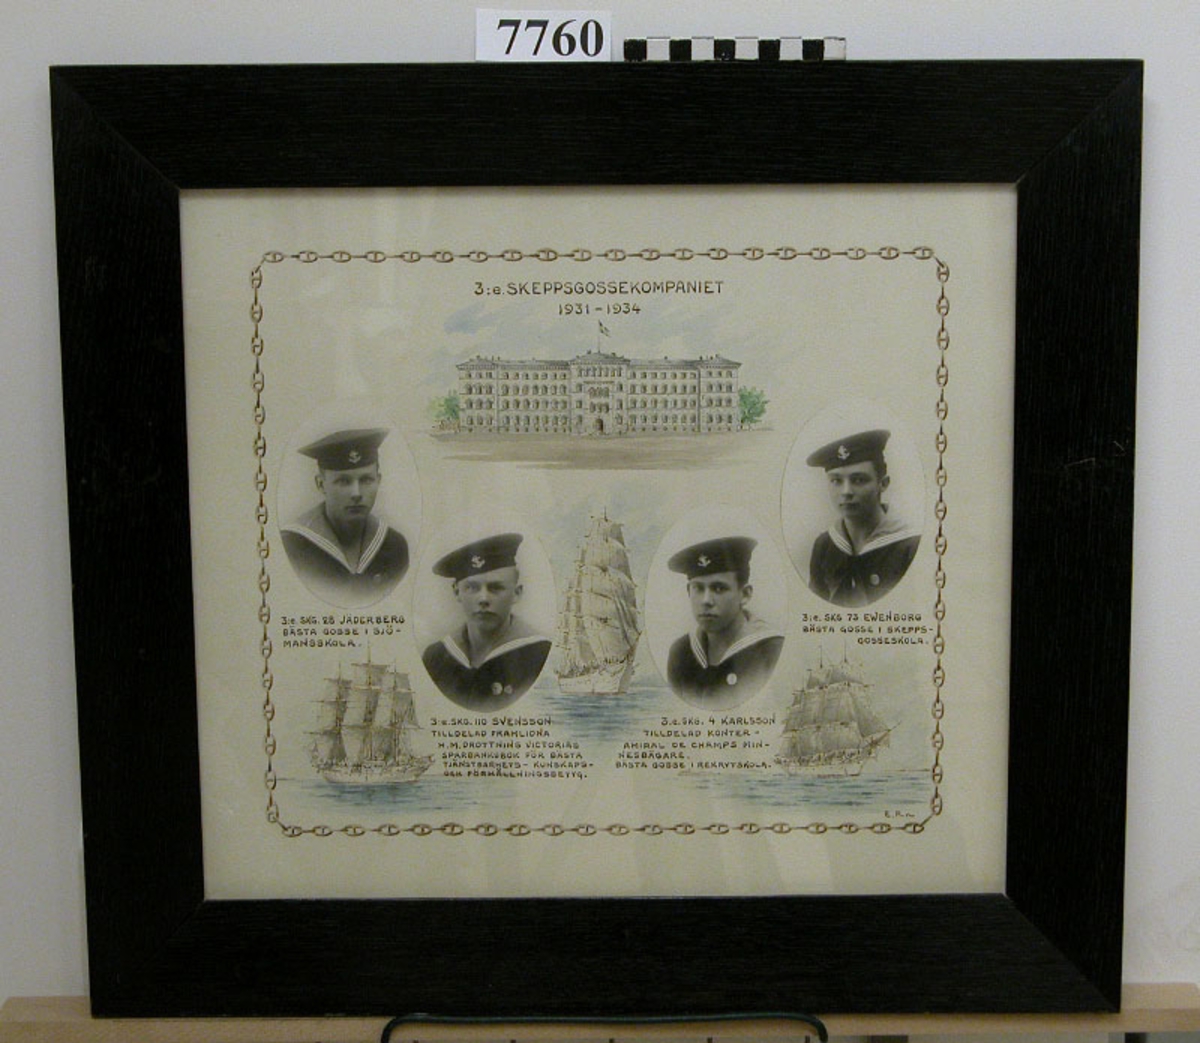 7760
3:e. SKEPPSGOSSEKOMPANIET
1931-1934
3:e. SKG. 28 JÄDERBERG
BÄSTA GOSSE I SJÖ-
MANSSKOLA.
3:e. SKG. 110 SVENSSON
TILLDELAD FRAMLIDNA
H.M. DROTTNING VICTORIAS
SPARBANKSBOK FÖR BÄSTA
TJÄNSTBARHETS- KUNSKAPS-
OCH FÖRHÅLLNINGSBETYG.
3.e. SKG. 4 KARLSSON
TILLDELAD KONTER-
AMIRAL DE CHAMPS MIN-
NESBÄGARE.
BÄSTA GOSSE I REKRYTSKOLA.
3:e. SKG 73 EWENBORG
BÄSTA GOSSE I SKEPPS-
GOSSESKOLA.